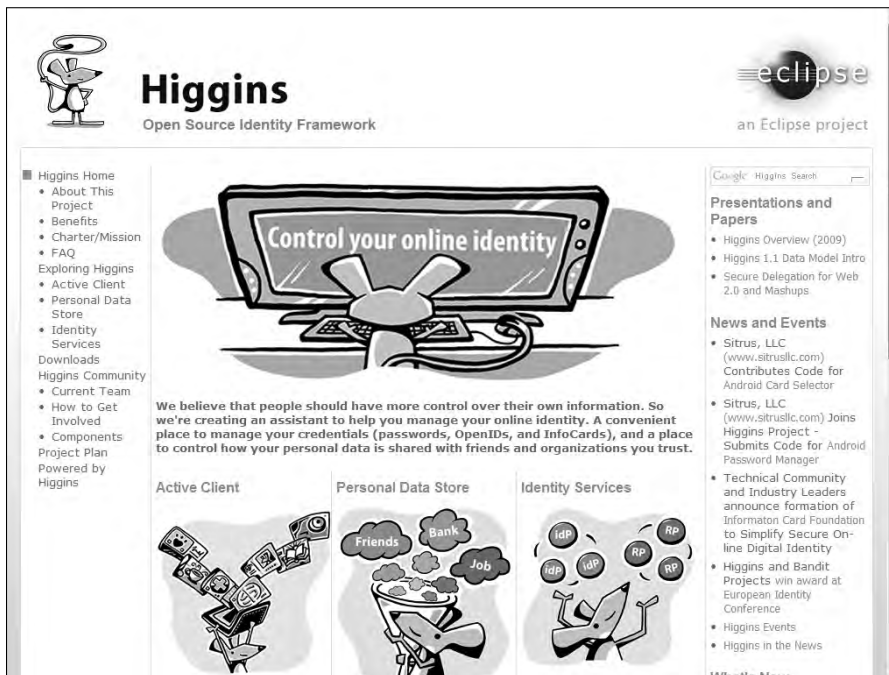 Higgins
Open Source Identity Framework
eclipse
an Eclipse project
Higgins Home
• About This
Project
• Benefits
• Charter/Mission
• FAQ
Exploring Higgins
• Active Client
• Personal Data
Store
• Identity
Services
Downloads
Higgins Community
• Current Team
• How to Get
Involved
• Components
Project Plan
Powered by
Higgins
Control your online identity
We believe that people should have more control over their own information. So
we're creating an assistant to help you manage your online identity. A convenient
place to manage your credentials (passwords, OpenIDs, and InfoCards), and a place
to control how your personal data is shared with friends and organizations you trust.
Active Client
Personal Data Store
Friends
Bank
Job
Identity Services
idP
RP
RP
idP
idP
RP
Google Higgins Search
Presentations and
Papers
• Higgins Overview (2009)
• Higgins 1.1 Data Model Intro
• Secure Delegation for Web
2.0 and Mashups
News and Events
• Sitrus, LLC
(www.sitrusllc.com)
Contributes Code for
Android Card Selector
• Sitrus, LLC
(www.sitrusllc.com) Joins
Higgins Project -
Submits Code for Android
Password Manager
• Technical Community
and Industry Leaders
announce formation of
Informaton Card Foundation
to Simplify Secure On-
line Digital Identity
• Higgins and Bandit
Projects win award at
European Identity
Conference
• Higgins Events
• Higgins in the News